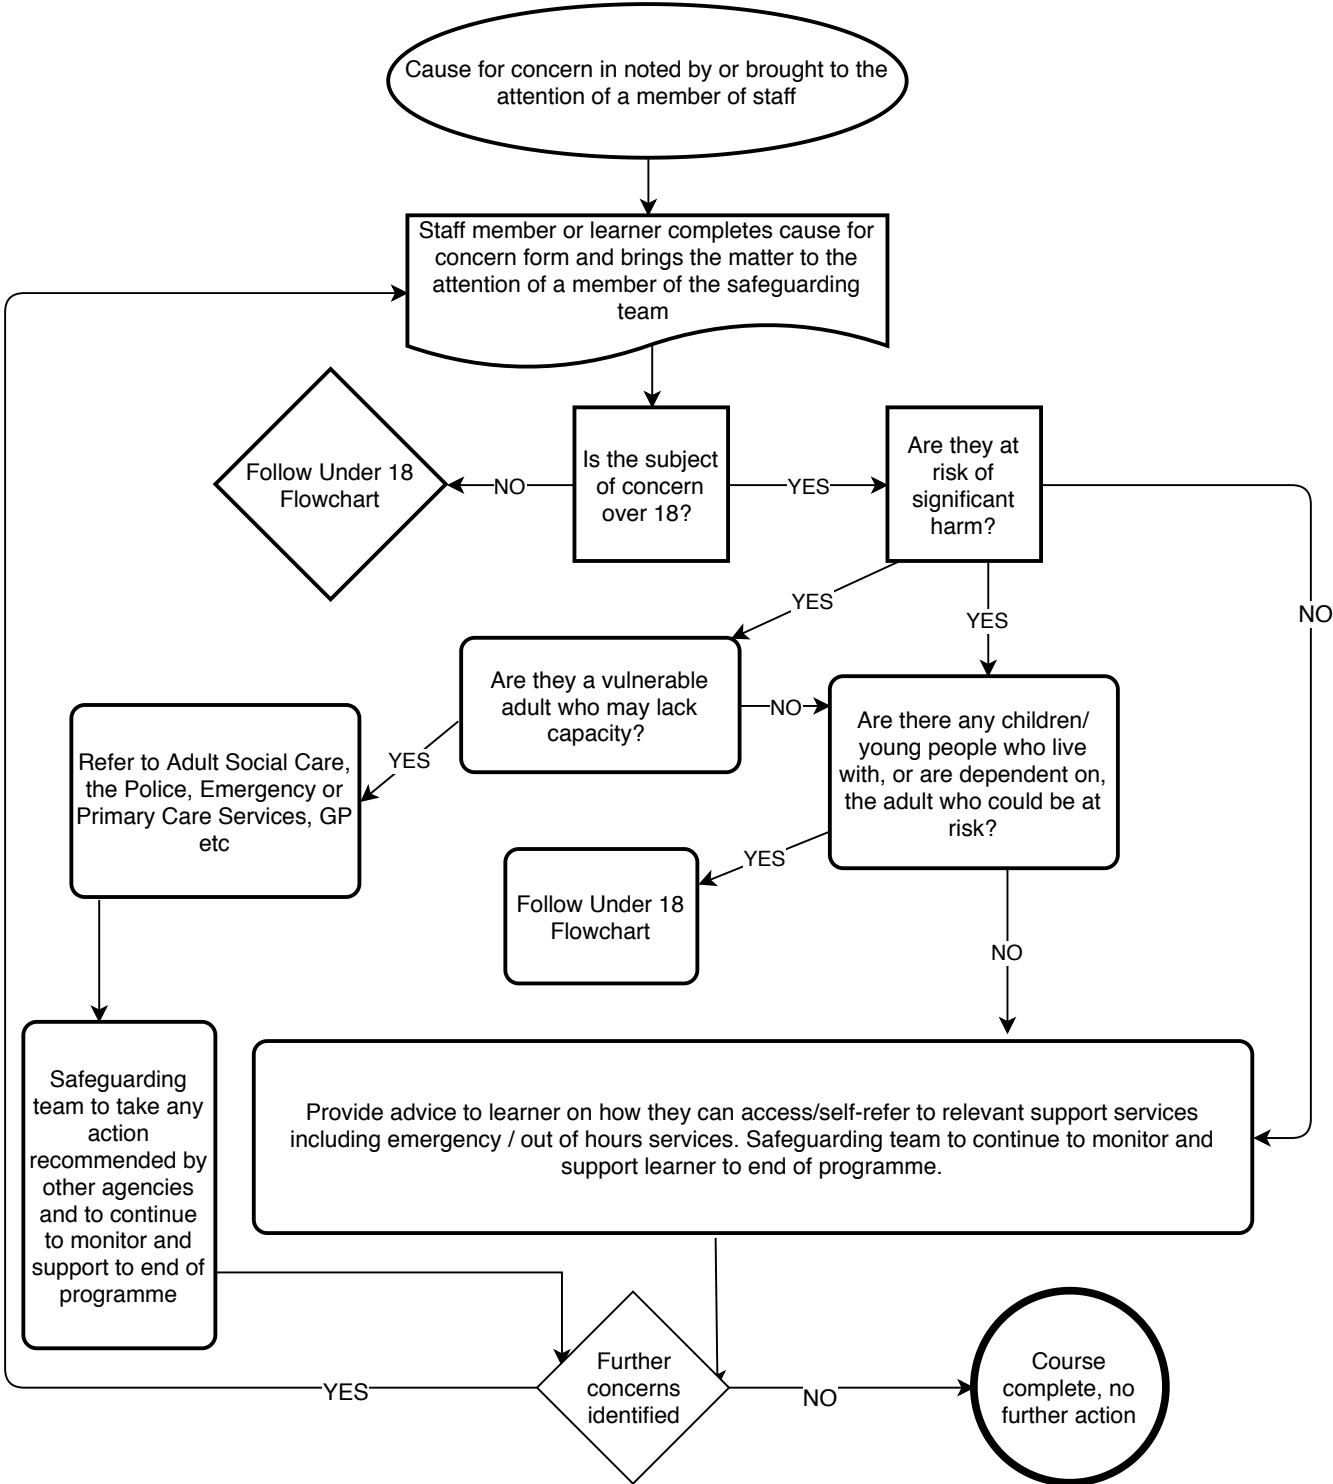 Cause for concern in noted by or brought to the
attention of a member of staff
Staff member or learner completes cause for
concern form and brings the matter to the
attention of a member of the safeguarding
team
Follow Under 18
Flowchart
NO
Is the subject
of concern
over 18?
YES
Are they at
risk of
significant
harm?
YES
YES
NO
Are they a vulnerable
adult who may lack
capacity?
NO
Are there any children/
young people who live
with, or are dependent on,
the adult who could be at
risk?
YES
Refer to Adult Social Care,
the Police, Emergency or
Primary Care Services, GP
etc
YES
Follow Under 18
Flowchart
NO
Safeguarding
team to take any
action
recommended by
other agencies
and to continue
to monitor and
support to end of
programme
Provide advice to learner on how they can access/self-refer to relevant support services
including emergency / out of hours services. Safeguarding team to continue to monitor and
support learner to end of programme.
YES
Further
concerns
identified
NO
Course
complete, no
further action